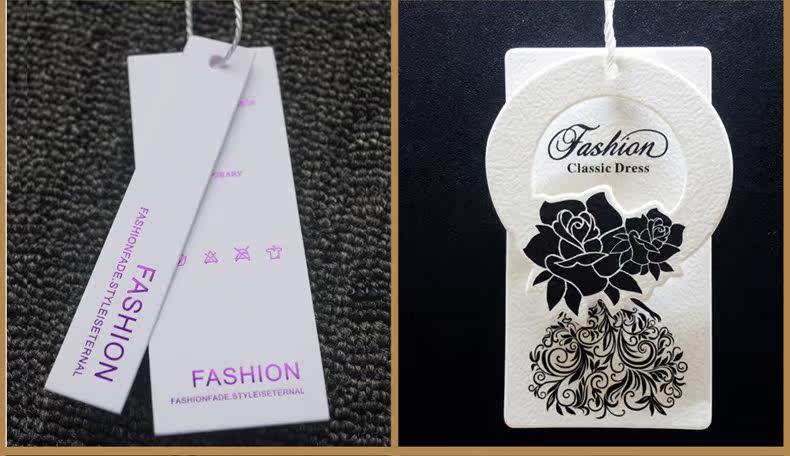 FASHION
FASHIONFADE.STYLEISETERNAL
FASHION
FASHIONFADE.STYLEISETERNAL
Fashion
Classic Dress